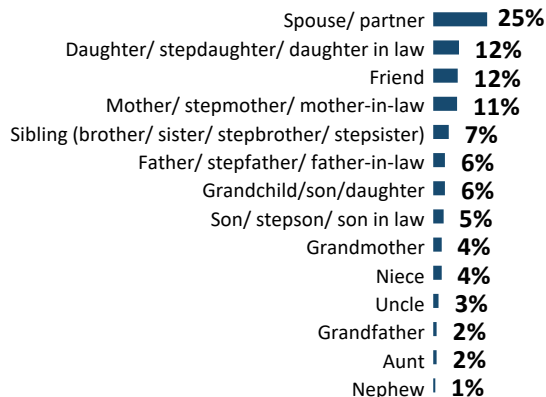 Spouse/ partner 25%
Daughter/ stepdaughter/ daughter in law 12%
Friend 12%
Mother/ stepmother/ mother-in-law 11%
Sibling (brother/ sister/ stepbrother/ stepsister) 7%
Father/ stepfather/ father-in-law 6%
Grandchild/son/daughter 6%
Son/ stepson/ son in law 5%
Grandmother 4%
Niece 4%
Uncle 3%
Grandfather 2%
Aunt 2%
Nephew 1%